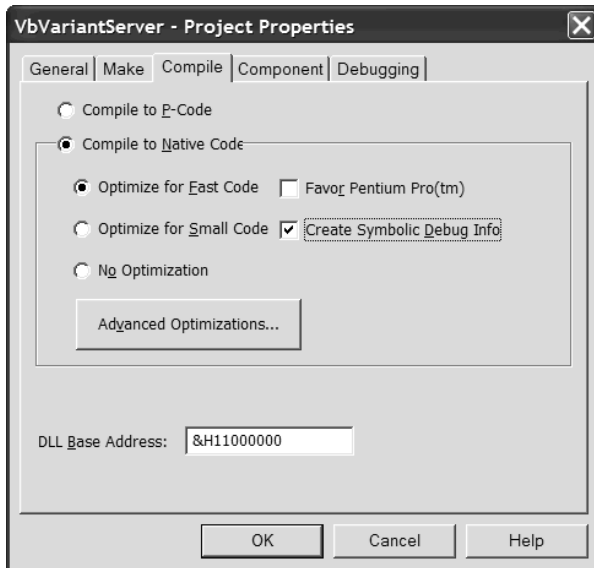 VbVariantServer - Project Properties
General Make Compile Component Debugging
Compile to P-Code
Compile to Native Code
Optimize for Fast Code Favor Pentium Pro(tm)
Optimize for Small Code Create Symbolic Debug Info
No Optimization
Advanced Optimizations...
DLL Base Address: &H11000000
OK Cancel Help